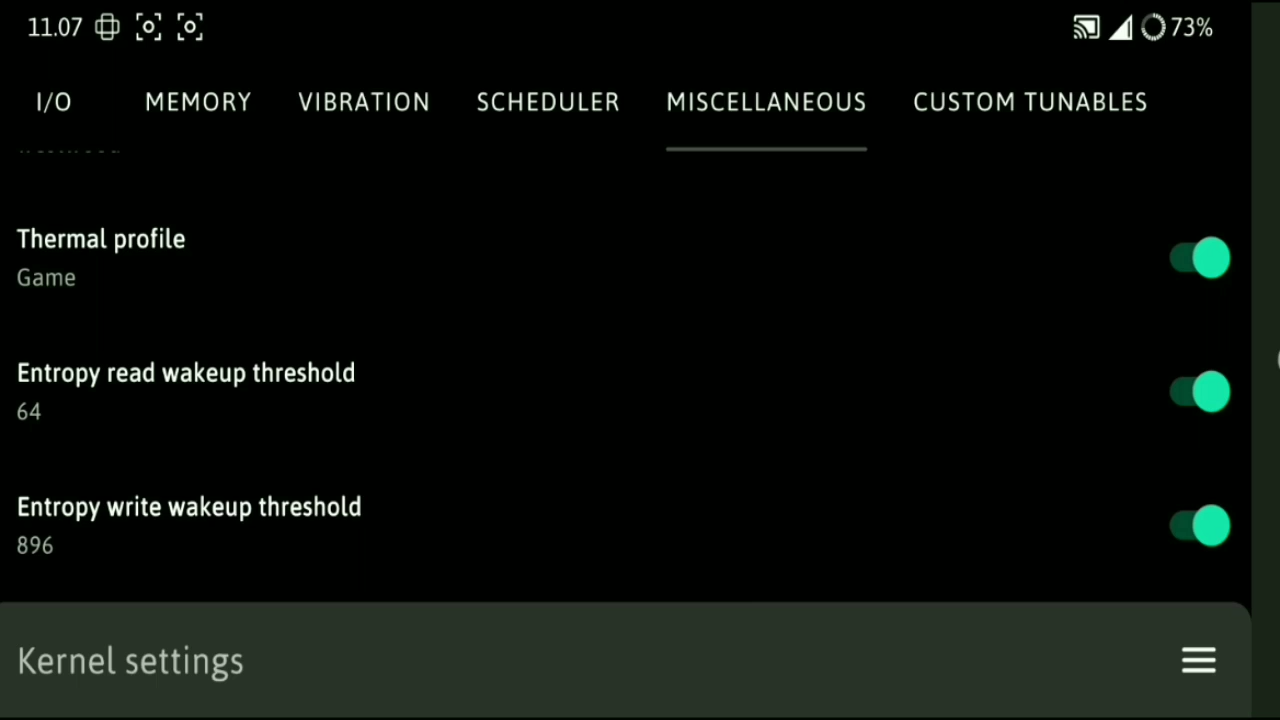 11.07 73%
I/O MEMORY VIBRATION SCHEDULER MISCELLANEOUS CUSTOM TUNABLES
Thermal profile
Game
Entropy read wakeup threshold
64
Entropy write wakeup threshold
896
Kernel settings